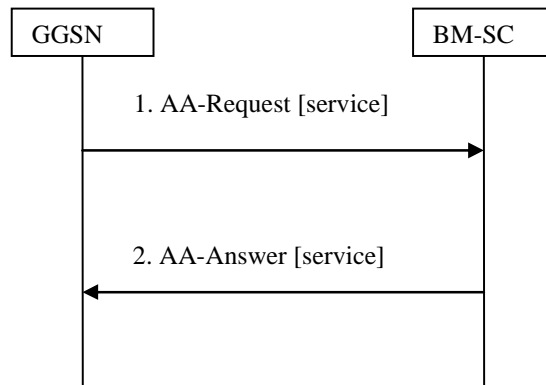 GGSN
BM-SC
1. AA-Request [service]
2. AA-Answer [service]